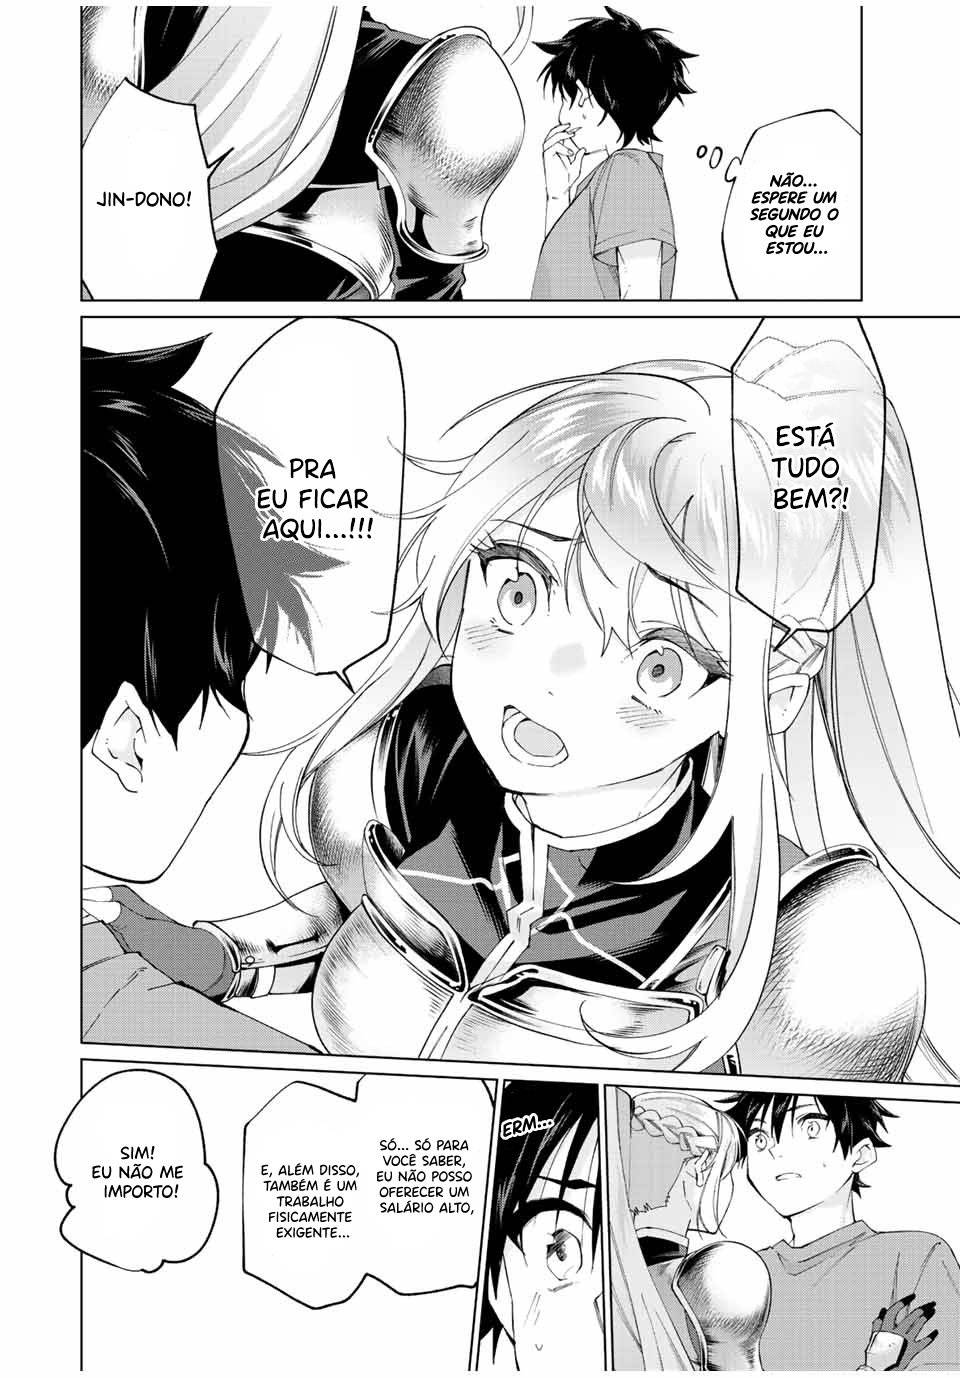 NÃO...
ESPERE UM
SEGUNDO O
QUE EU
ESTOU...
JIN-DONO!
ESTÁ
TUDO
BEM?!
PRA
EU FICAR
AQUI...!!!
ERM...
SÓ... SÓ PARA
VOCÊ SABER,
EU NÃO POSSO
OFERECER UM
SALÁRIO ALTO,
E, ALÉM DISSO,
TAMBÉM É UM
TRABALHO
FISICAMENTE
EXIGENTE...
SIM!
EU NÃO ME
IMPORTO!